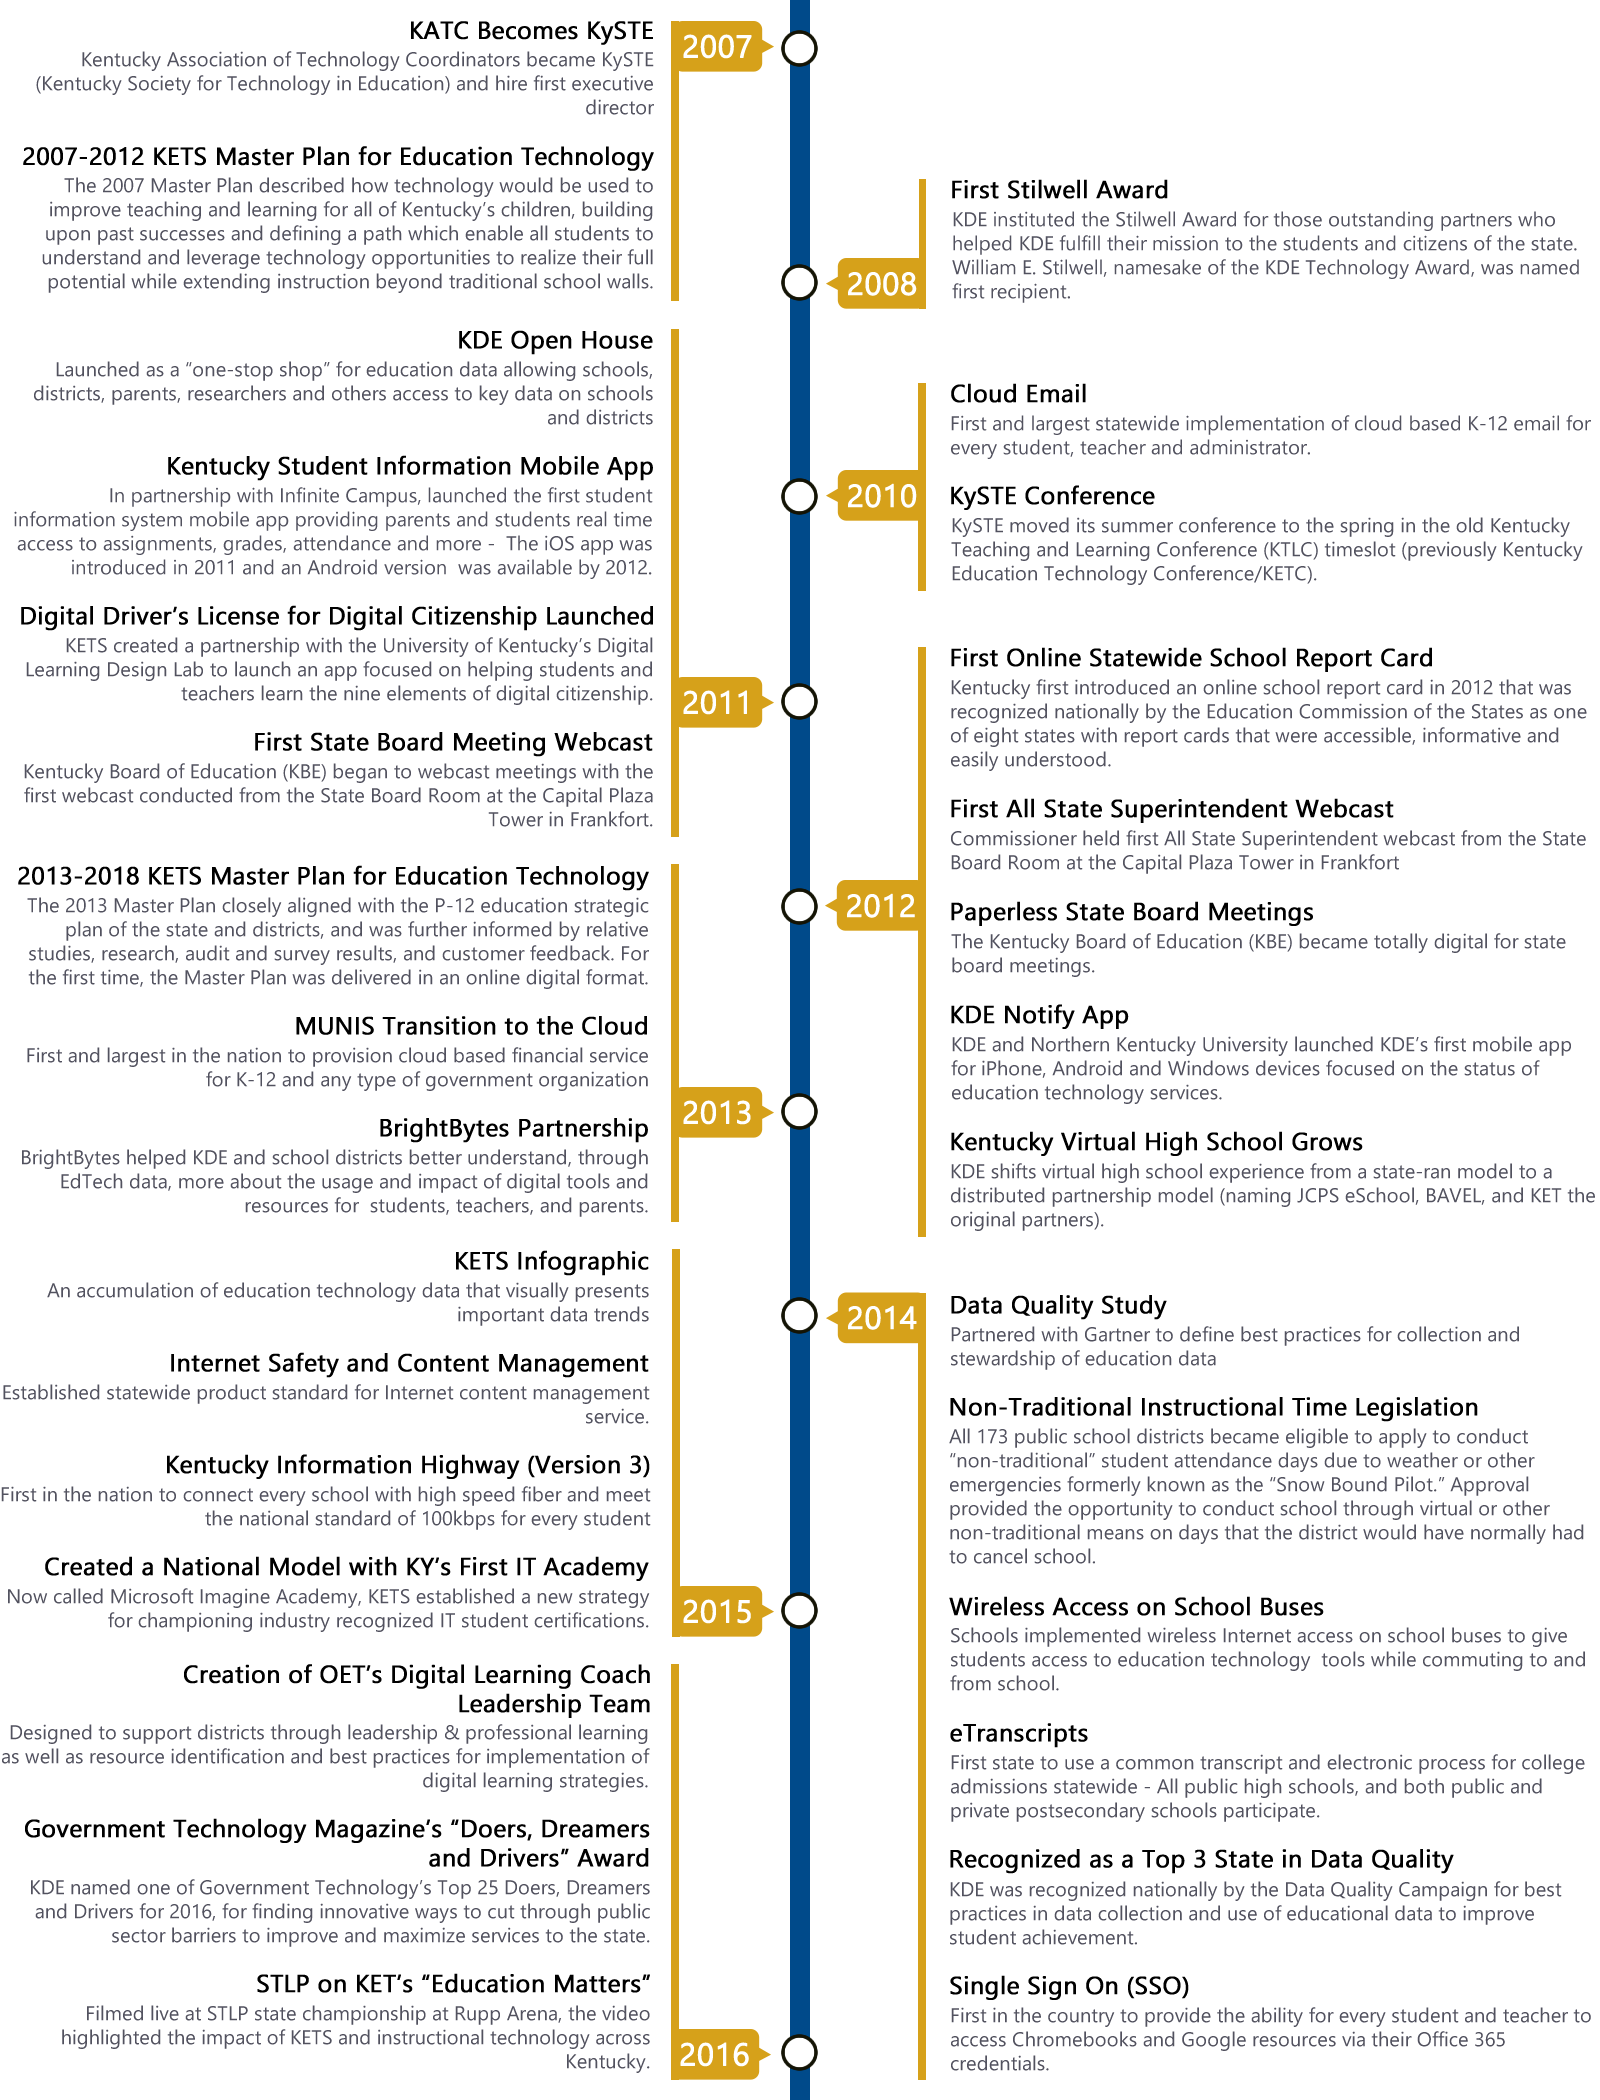 KATC Becomes KySTE
Kentucky Association of Technology Coordinators became KySTE
(Kentucky Society for Technology in Education) and hire first executive
director
2007
2007-2012 KETS Master Plan for Education Technology
The 2007 Master Plan described how technology would be used to
improve teaching and learning for all of Kentucky's children, building
upon past successes and defining a path which enable all students to
understand and leverage technology opportunities to realize their full
potential while extending instruction beyond traditional school walls.
First Stilwell Award
KDE instituted the Stilwell Award for those outstanding partners who
helped KDE fulfill their mission to the students and citizens of the state.
William E. Stilwell, namesake of the KDE Technology Award, was named
first recipient.
2008
KDE Open House
Launched as a "one-stop shop" for education data allowing schools,
districts, parents, researchers and others access to key data on schools
and districts
Kentucky Student Information Mobile App
In partnership with Infinite Campus, launched the first student
information system mobile app providing parents and students real time
access to assignments, grades, attendance and more -  The iOS app was
introduced in 2011 and an Android version  was available by 2012.
Digital Driver's License for Digital Citizenship Launched
KETS created a partnership with the University of Kentucky's Digital
Learning Design Lab to launch an app focused on helping students and
teachers learn the nine elements of digital citizenship.
2011
First State Board Meeting Webcast
Kentucky Board of Education (KBE) began to webcast meetings with the
first webcast conducted from the State Board Room at the Capital Plaza
Tower in Frankfort.
Cloud Email
First and largest statewide implementation of cloud based K-12 email for
every student, teacher and administrator.
2010
KySTE Conference
KySTE moved its summer conference to the spring in the old Kentucky
Teaching and Learning Conference (KTLC) timeslot (previously Kentucky
Education Technology Conference/KETC).
First Online Statewide School Report Card
Kentucky first introduced an online school report card in 2012 that was
recognized nationally by the Education Commission of the States as one
of eight states with report cards that were accessible, informative and
easily understood.
First All State Superintendent Webcast
Commissioner held first All State Superintendent webcast from the State
Board Room at the Capital Plaza Tower in Frankfort
2012
Paperless State Board Meetings
The Kentucky Board of Education (KBE) became totally digital for state
board meetings.
KDE Notify App
KDE and Northern Kentucky University launched KDE's first mobile app
for iPhone, Android and Windows devices focused on the status of
education technology services.
Kentucky Virtual High School Grows
KDE shifts virtual high school experience from a state-ran model to a
distributed partnership model (naming JCPS eSchool, BAVEL, and KET the
original partners).
2013-2018 KETS Master Plan for Education Technology
The 2013 Master Plan closely aligned with the P-12 education strategic
plan of the state and districts, and was further informed by relative
studies, research, audit and survey results, and customer feedback. For
the first time, the Master Plan was delivered in an online digital format.
MUNIS Transition to the Cloud
First and largest in the nation to provision cloud based financial service
for K-12 and any type of government organization
2013
BrightBytes Partnership
BrightBytes helped KDE and school districts better understand, through
EdTech data, more about the usage and impact of digital tools and
resources for  students, teachers, and parents.
KETS Infographic
An accumulation of education technology data that visually presents
important data trends
Internet Safety and Content Management
Established statewide product standard for Internet content management
service.
Kentucky Information Highway (Version 3)
First in the nation to connect every school with high speed fiber and meet
the national standard of 100kbps for every student
Created a National Model with KY's First IT Academy
Now called Microsoft Imagine Academy, KETS established a new strategy
for championing industry recognized IT student certifications.
2015
2014
Data Quality Study
Partnered with Gartner to define best practices for collection and
stewardship of education data
Non-Traditional Instructional Time Legislation
All 173 public school districts became eligible to apply to conduct
"non-traditional" student attendance days due to weather or other
emergencies formerly known as the "Snow Bound Pilot." Approval
provided the opportunity to conduct school through virtual or other
non-traditional means on days that the district would have normally had
to cancel school.
Wireless Access on School Buses
Schools implemented wireless Internet access on school buses to give
students access to education technology  tools while commuting to and
from school.
eTranscripts
First state to use a common transcript and electronic process for college
admissions statewide - All public high schools, and both public and
private postsecondary schools participate.
Recognized as a Top 3 State in Data Quality
KDE was recognized nationally by the Data Quality Campaign for best
practices in data collection and use of educational data to improve
student achievement.
Single Sign On (SSO)
First in the country to provide the ability for every student and teacher to
access Chromebooks and Google resources via their Office 365
credentials.
Creation of OET's Digital Learning Coach
Leadership Team
Designed to support districts through leadership & professional learning
as well as resource identification and best practices for implementation of
digital learning strategies.
Government Technology Magazine's "Doers, Dreamers
and Drivers" Award
KDE named one of Government Technology's Top 25 Doers, Dreamers
and Drivers for 2016, for finding innovative ways to cut through public
sector barriers to improve and maximize services to the state.
STLP on KET's "Education Matters"
Filmed live at STLP state championship at Rupp Arena, the video
highlighted the impact of KETS and instructional technology across
Kentucky.
2016